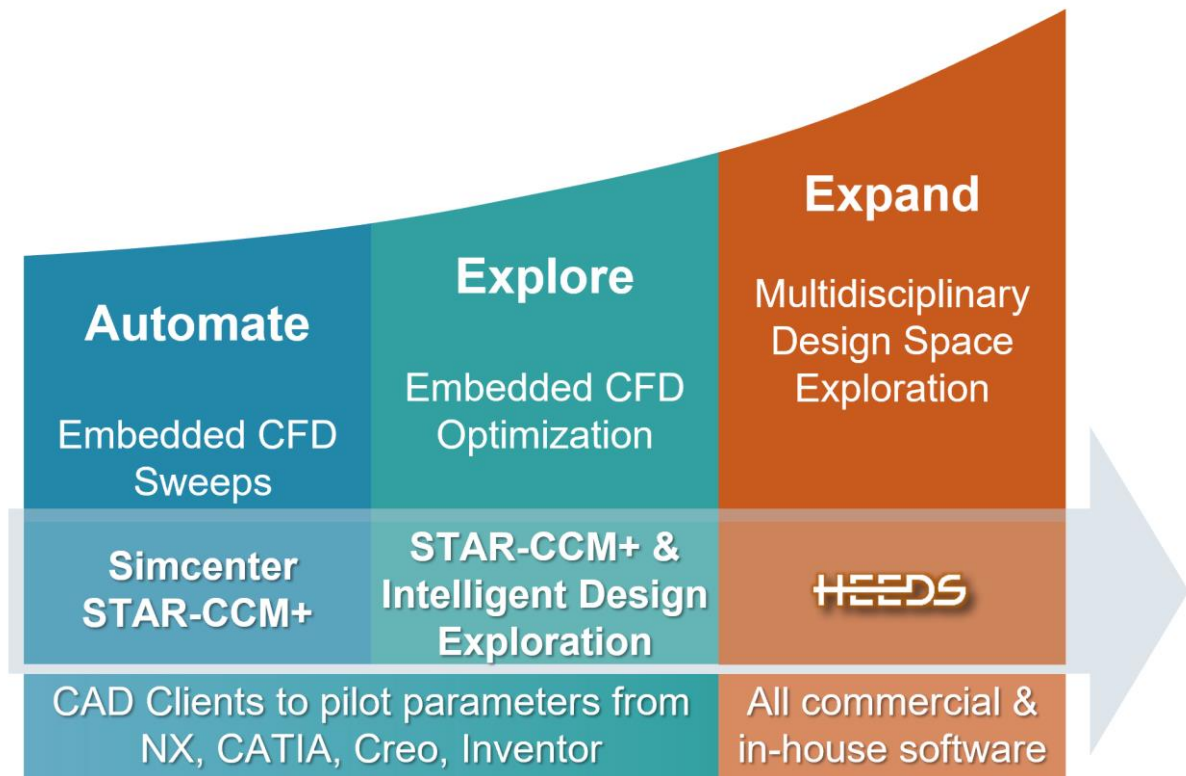 Automate
Embedded CFD
Sweeps
Simcenter
STAR-CCM+
Explore
Embedded CFD
Optimization
STAR-CCM+ &
Intelligent Design
Exploration
CAD Clients to pilot parameters from
NX, CATIA, Creo, Inventor
Expand
Multidisciplinary
Design Space
Exploration
HEEDS
All commercial &
in-house software